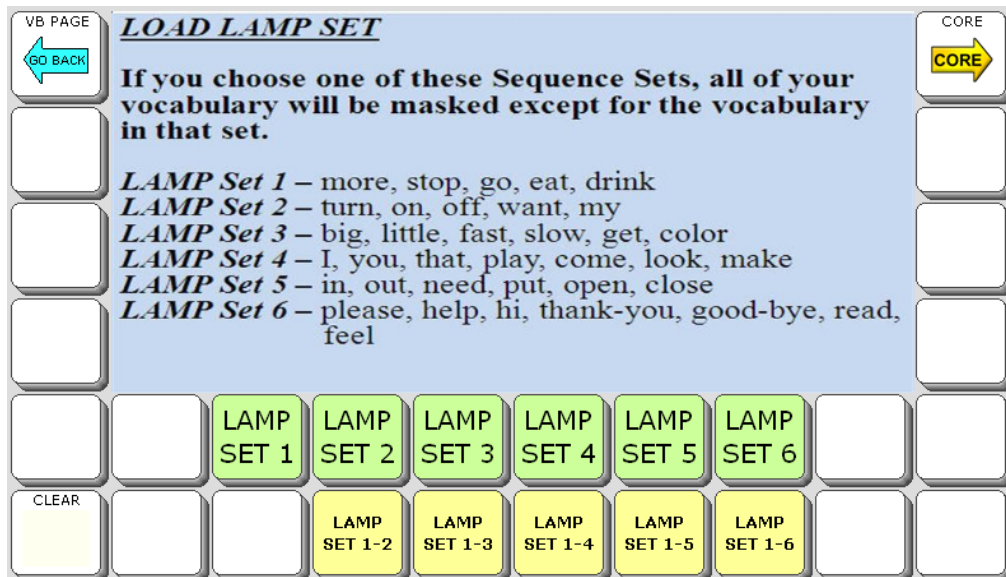 VB PAGE
GO BACK
LOAD LAMP SET
CORE
CORE
If you choose one of these Sequence Sets, all of your
vocabulary will be masked except for the vocabulary
in that set.
LAMP Set 1 – more, stop, go, eat, drink
LAMP Set 2 – turn, on, off, want, my
LAMP Set 3 – big, little, fast, slow, get, color
LAMP Set 4 – I, you, that, play, come, look, make
LAMP Set 5 – in, out, need, put, open, close
LAMP Set 6 – please, help, hi, thank-you, good-bye, read,
feel
LAMP
SET 1
LAMP
SET 2
LAMP
SET 3
LAMP
SET 4
LAMP
SET 5
LAMP
SET 6
CLEAR
LAMP
SET 1-2
LAMP
SET 1-3
LAMP
SET 1-4
LAMP
SET 1-5
LAMP
SET 1-6